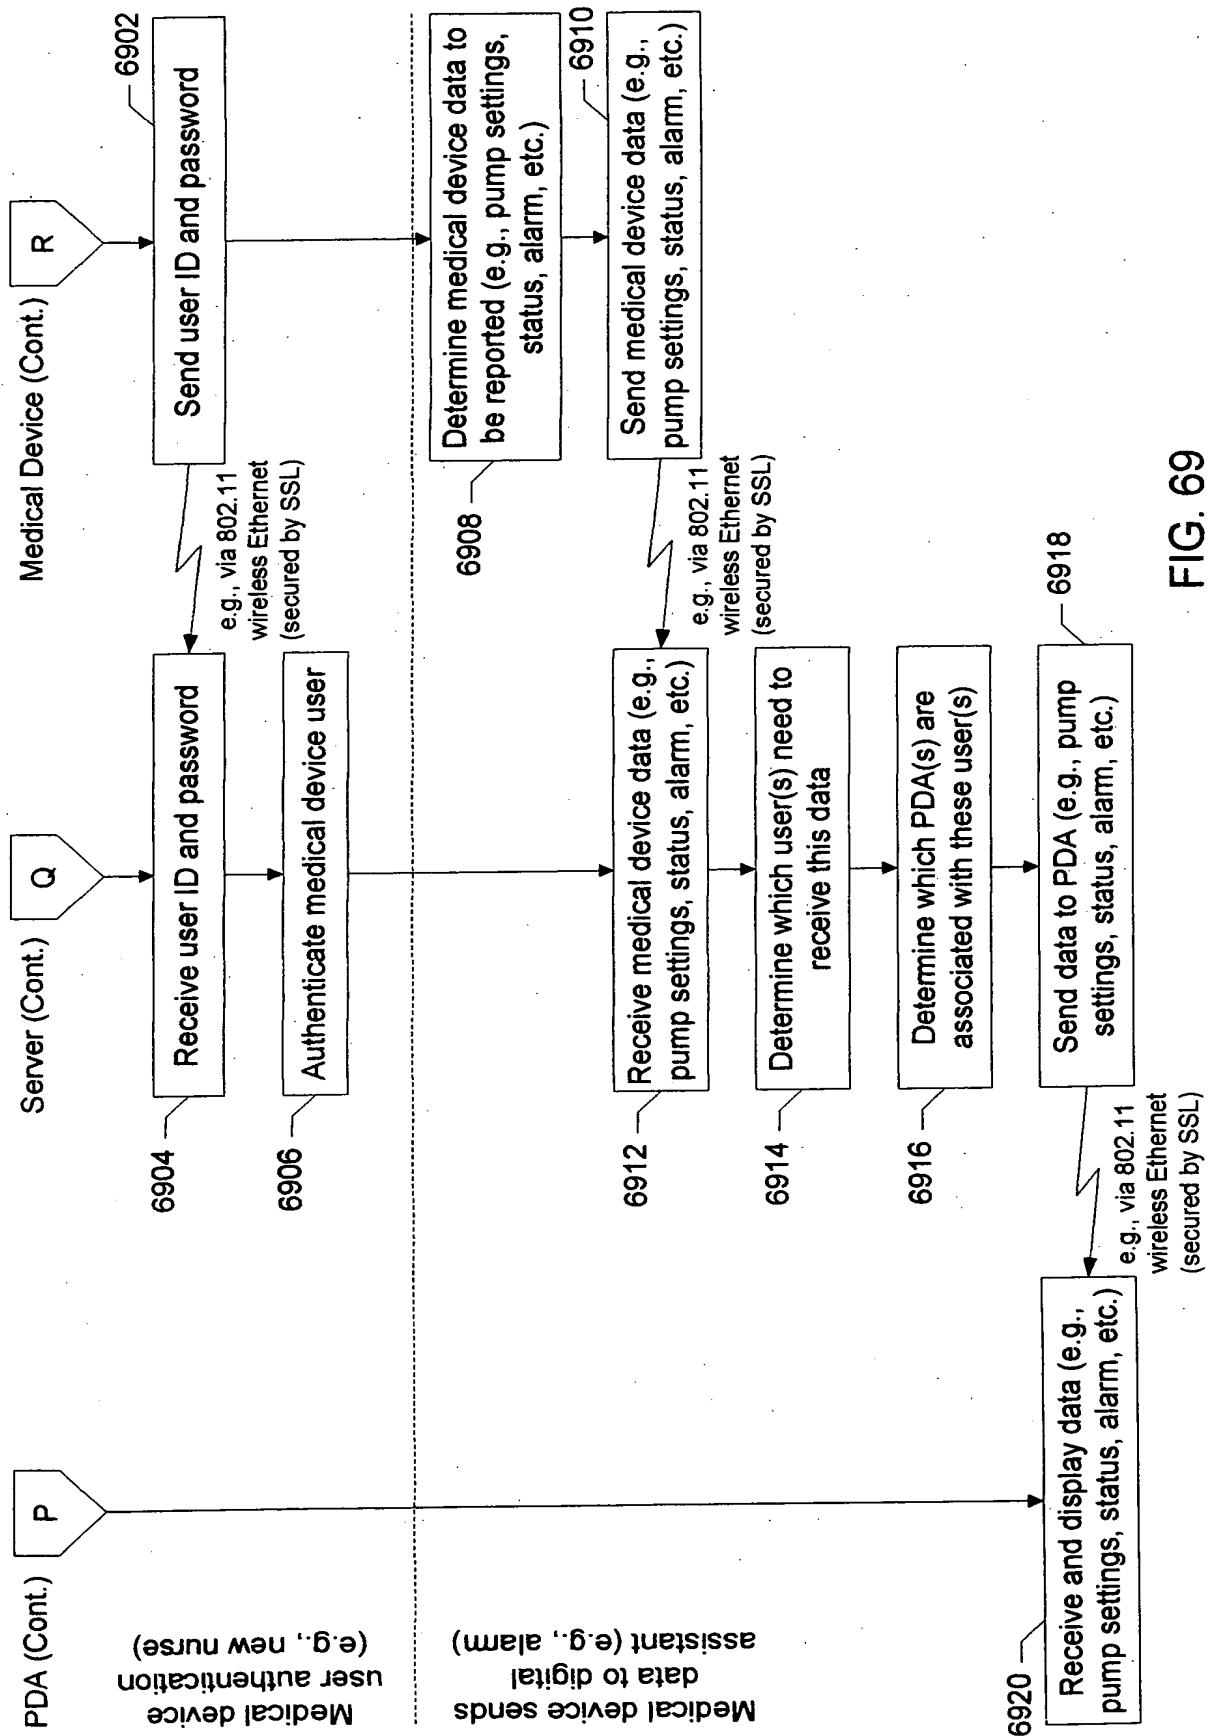 PDA (Cont.)
Server (Cont.)
Medical Device (Cont.)
P
Q
R
Medical device
user authentication
(e.g., new nurse)
6902
Send user ID and password
e.g., via 802.11
wireless Ethernet
(secured by SSL)
6904
Receive user ID and password
6906
Authenticate medical device user
Medical device sends
data to digital
assistant (e.g., alarm)
Determine medical device data to
be reported (e.g., pump settings,
status, alarm, etc.)
6908
6910
Send medical device data (e.g.,
pump settings, status, alarm, etc.)
e.g., via 802.11
wireless Ethernet
(secured by SSL)
6912
Receive medical device data (e.g.,
pump settings, status, alarm, etc.)
6914
Determine which user(s) need to
receive this data
6916
Determine which PDA(s) are
associated with these user(s)
6918
Send data to PDA (e.g., pump
settings, status, alarm, etc.)
e.g., via 802.11
wireless Ethernet
(secured by SSL)
6920
Receive and display data (e.g.,
pump settings, status, alarm, etc.)
FIG. 69